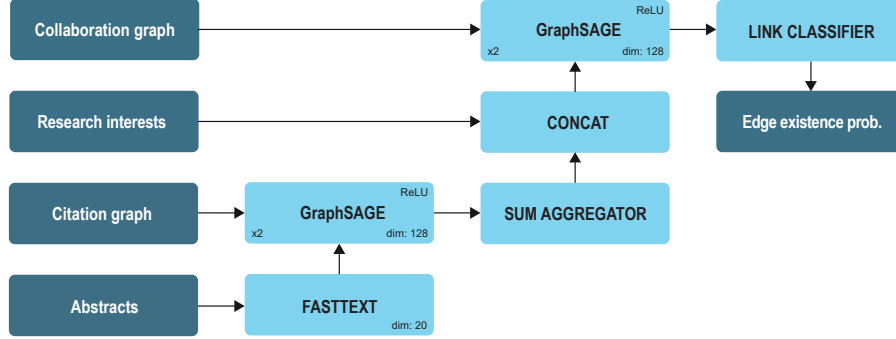 Collaboration graph
ReLU
GraphSAGE
x2
dim: 128
LINK CLASSIFIER
Research interests
CONCAT
Edge existence prob.
Citation graph
ReLU
GraphSAGE
x2
dim: 128
SUM AGGREGATOR
Abstracts
FASTTEXT
dim: 20